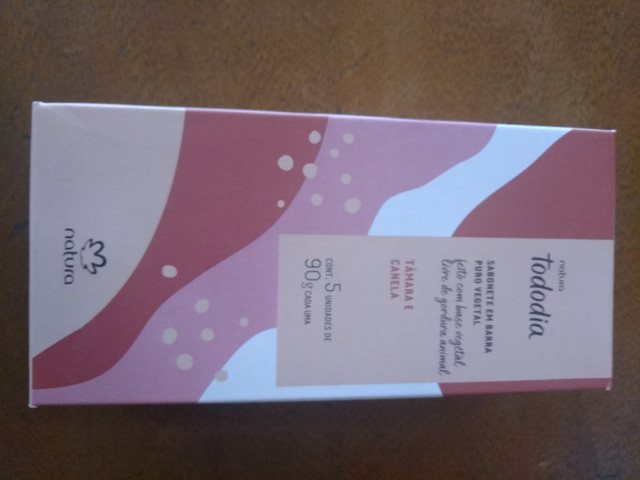 natura
Tododia
SABONETE EM BARRA
PURO VEGETAL
feito com base vegetal
livre de gordura animal
TÂMARA E
CANELA
CONT. 5 UNIDADES DE
90g CADA UMA
natura